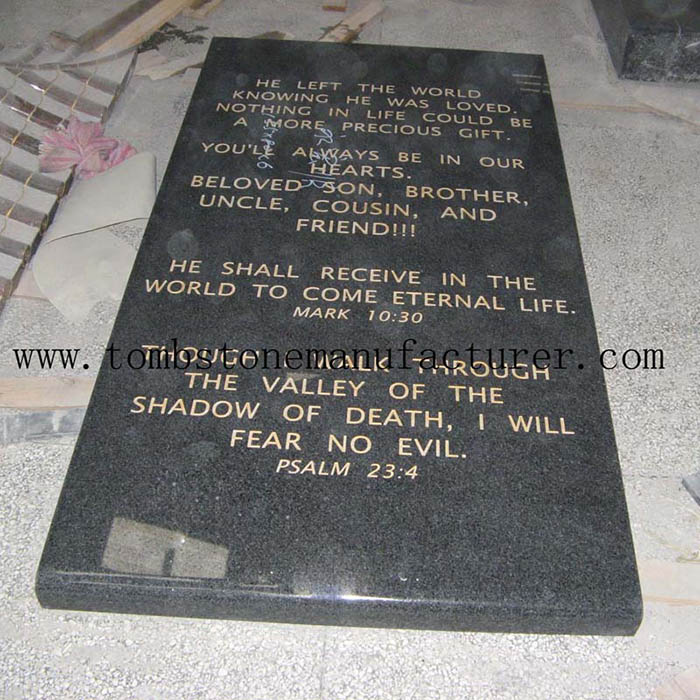 HE LEFT THE WORLD
KNOWING HE WAS LOVED.
NOTHING IN LIFE COULD BE
A MORE PRECIOUS GIFT.
YOU'LL ALWAYS BE IN OUR
HEARTS.
BELOVED SON, BROTHER,
UNCLE, COUSIN, AND
FRIEND!!!
HE SHALL RECEIVE IN THE
WORLD TO COME ETERNAL LIFE.
MARK 10:30
www.tombstonemanufacturer.com
THOUGH I WALK THROUGH
THE VALLEY OF THE
SHADOW OF DEATH, I WILL
FEAR NO EVIL.
PSALM 23:4